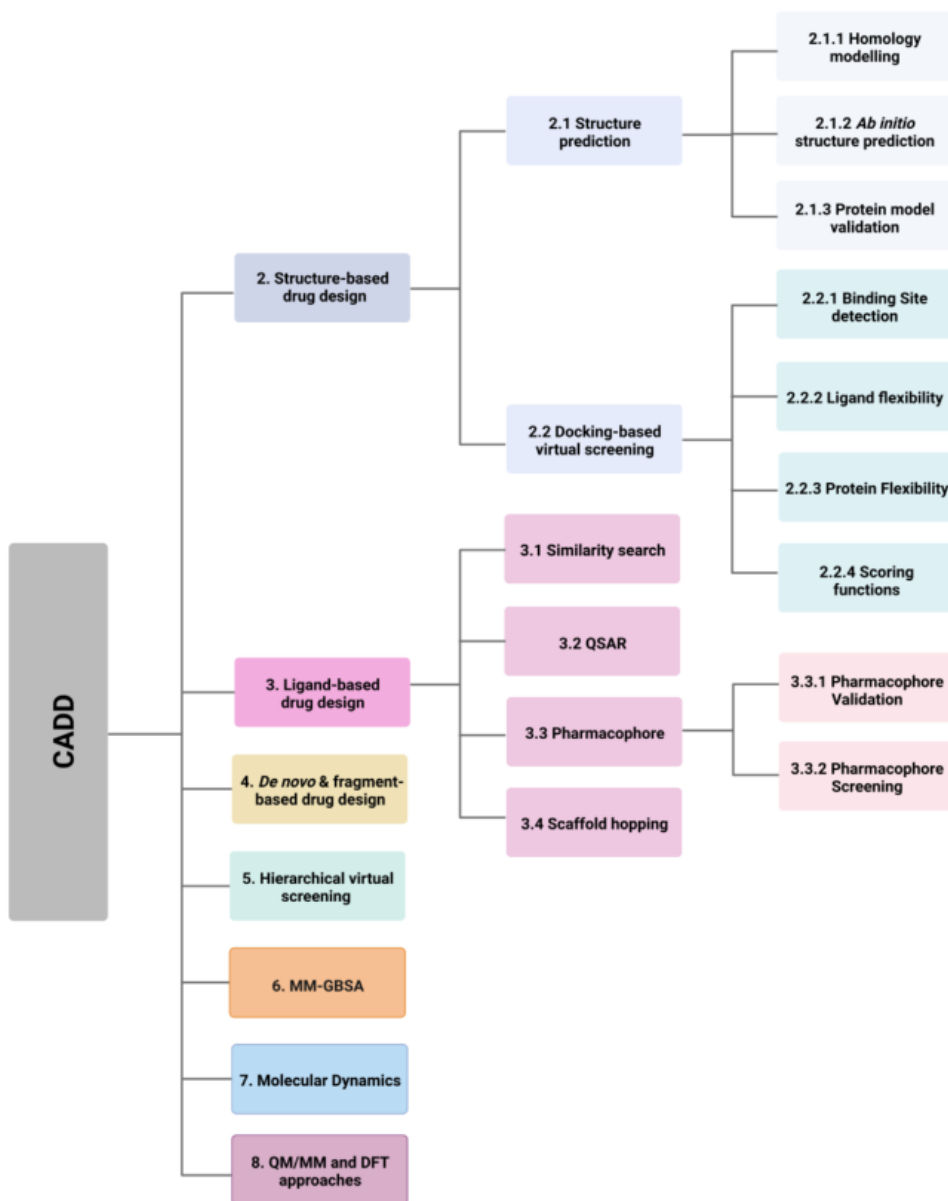 CADD
2. Structure-based
drug design
2.1 Structure
prediction
2.1.1 Homology
modelling
2.1.2 Ab initio
structure prediction
2.1.3 Protein model
validation
2.2 Docking-based
virtual screening
2.2.1 Binding Site
detection
2.2.2 Ligand flexibility
2.2.3 Protein Flexibility
2.2.4 Scoring
functions
3. Ligand-based
drug design
3.1 Similarity search
3.2 QSAR
3.3 Pharmacophore
3.3.1 Pharmacophore
Validation
3.3.2 Pharmacophore
Screening
3.4 Scaffold hopping
4. De novo & fragment-
based drug design
5. Hierarchical virtual
screening
6. MM-GBSA
7. Molecular Dynamics
8. QM/MM and DFT
approaches